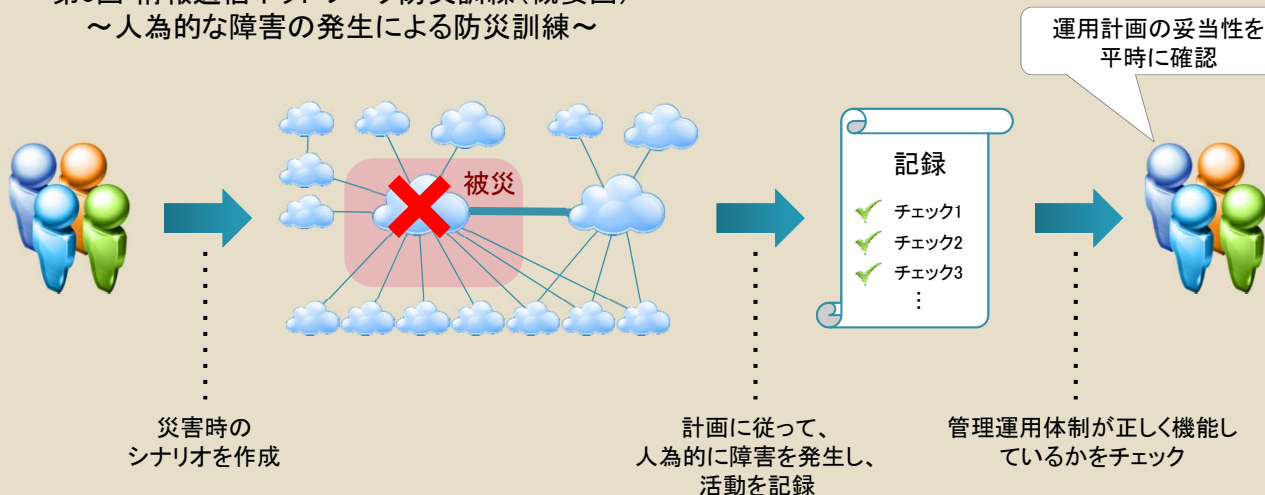 ～人為的な障害の発生による防災訓練～
運用計画の妥当性を
平時に確認
被災
記録
チェック1
チェック2
チェック3
⋮
災害時の
シナリオを作成
計画に従って、
人為的に障害を発生し、
活動を記録
管理運用体制が正しく機能し
ているかをチェック